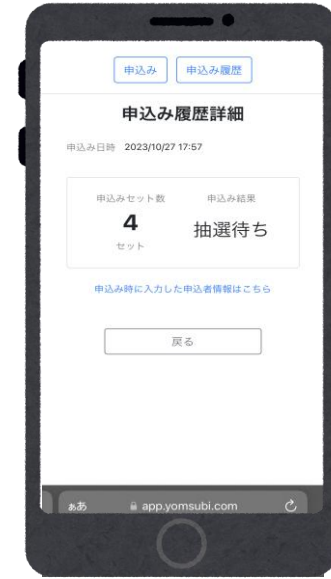 申込み 申込み履歴
申込み履歴詳細
申込み日時 2023/10/27 17:57
申込みセット数 申込み結果
4 抽選待ち
セット
申込み時に入力した申込者情報はこちら
戻る
ぁあ app.yomsubi.com